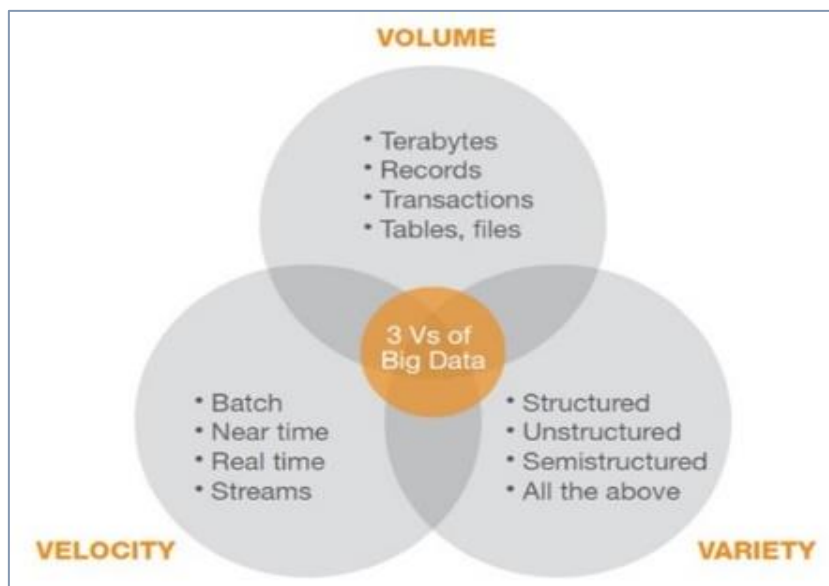 VOLUME
• Terabytes
• Records
• Transactions
• Tables, files
3 Vs of
Big Data
• Batch
• Near time
• Real time
• Streams
• Structured
• Unstructured
• Semistructured
• All the above
VELOCITY
VARIETY